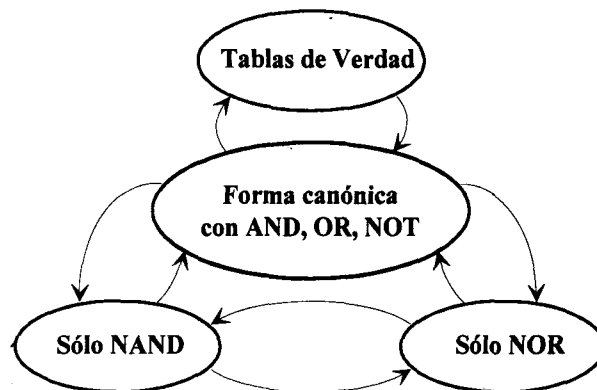 Tablas de Verdad
Forma canónica
con AND, OR, NOT
Sólo NAND
Sólo NOR